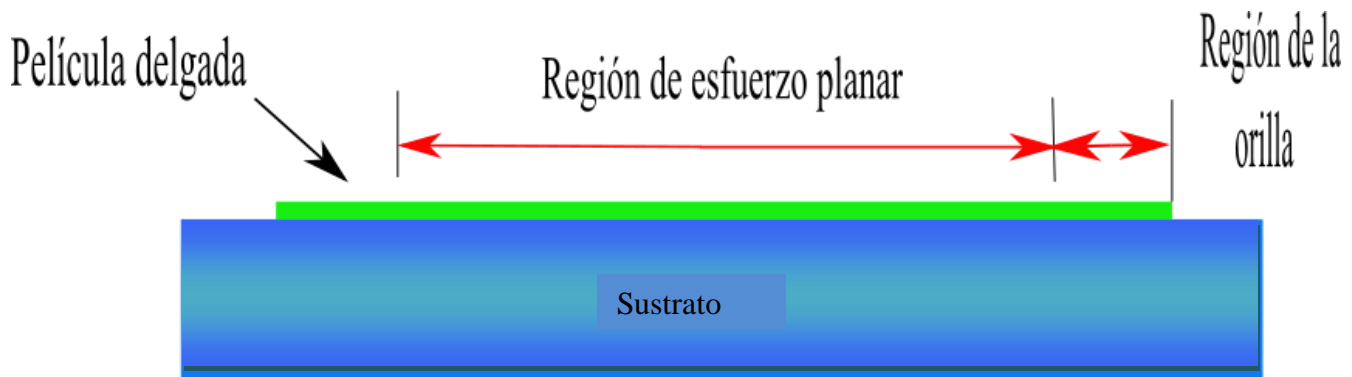 Película delgada
Región de esfuerzo planar
Región de la
orilla
Sustrato